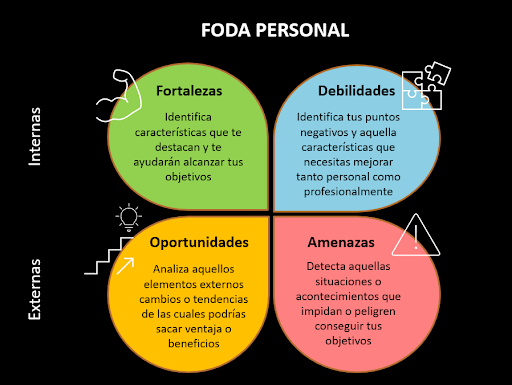 FODA PERSONAL
Internas
Fortalezas
Identifica
características que te
destacan y te
ayudarán alcanzar tus
objetivos
Debilidades
Identifica tus puntos
negativos y aquella
características que
necesitas mejorar
tanto personal como
profesionalmente
Externas
Oportunidades
Analiza aquellos
elementos externos
cambios o tendencias
de las cuales podrías
sacar ventaja o
beneficios
Amenazas
Detecta aquellas
situaciones o
acontecimientos que
impidan o peligren
conseguir tus
objetivos